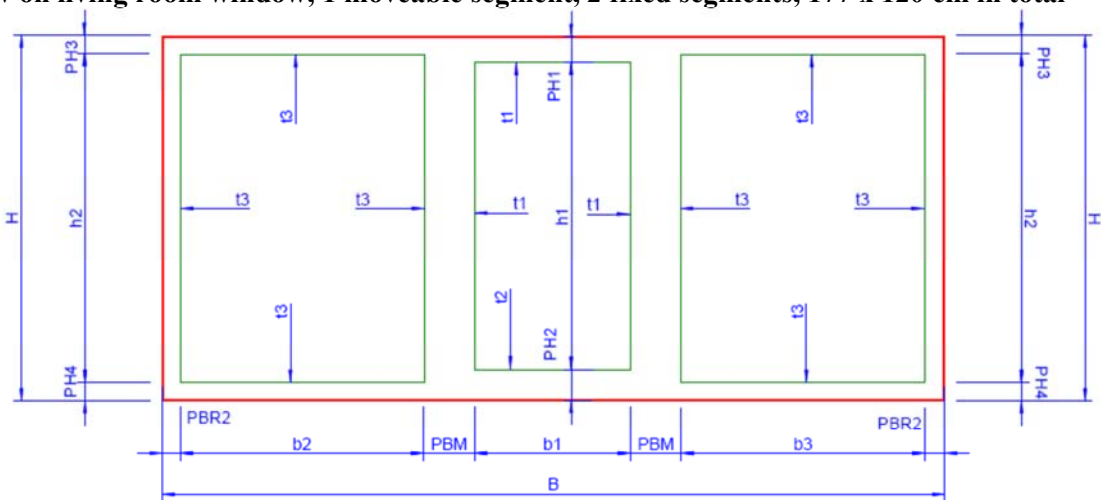 on living room window, 1 moveable segment, 2 fixed segments, 177 x 120 cm in total
PH3
PH1
PH3
t3
t1
t3
t3
t3
t1
t1
t3
t3
H
h2
h1
h2
H
t3
t2
t3
PH4
PH2
PH4
PBR2
PBR2
b2
PBM
b1
PBM
b3
B